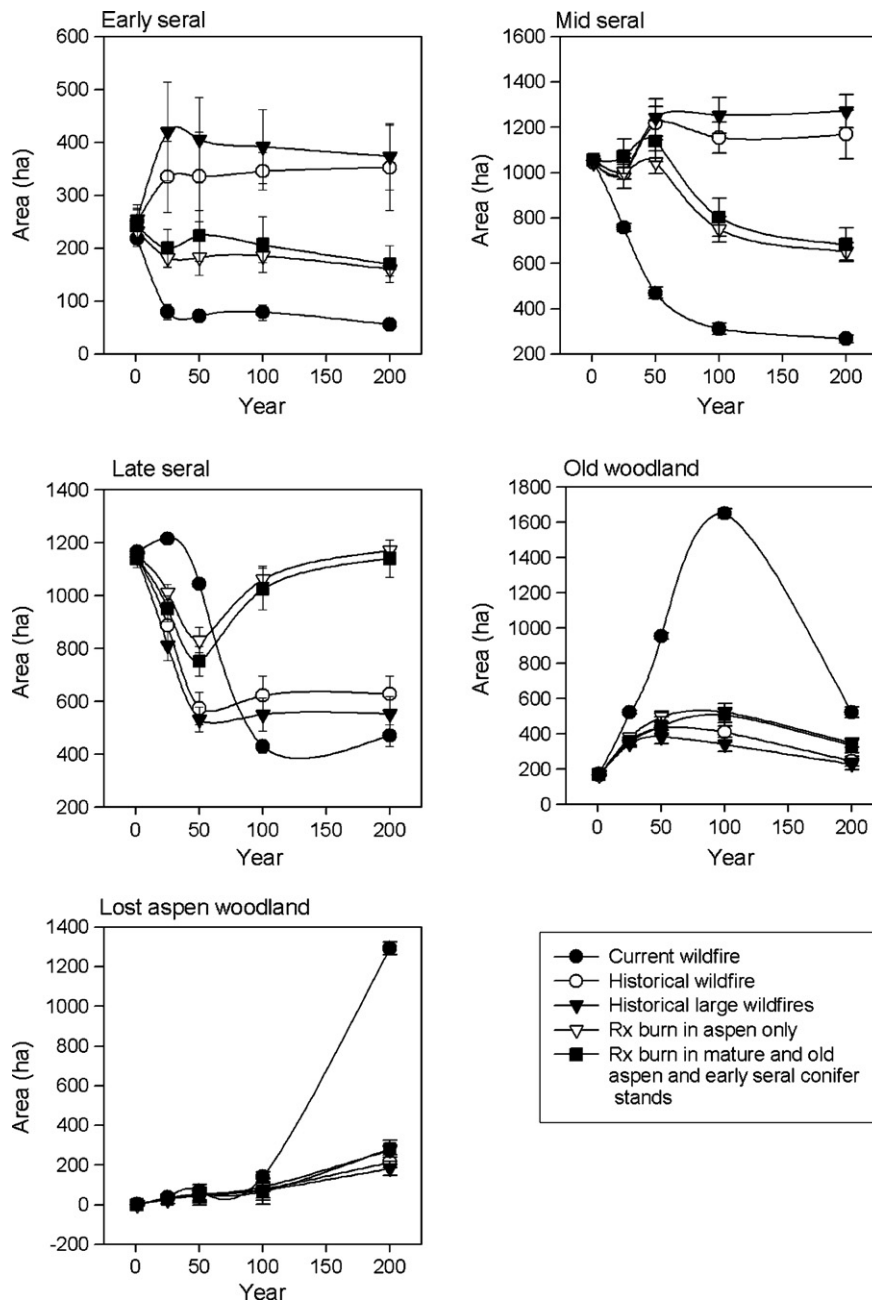 Early seral
600
500
400
300
200
100
0
Area (ha)
0 50 100 150 200
Year
Mid seral
1600
1400
1200
1000
800
600
400
200
Area (ha)
0 50 100 150 200
Year
Late seral
1400
1200
1000
800
600
400
200
Area (ha)
0 50 100 150 200
Year
Old woodland
1800
1600
1400
1200
1000
800
600
400
200
0
Area (ha)
0 50 100 150 200
Year
Lost aspen woodland
1400
1200
1000
800
600
400
200
0
-200
Area (ha)
0 50 100 150 200
Year
Current wildfire
Historical wildfire
Historical large wildfires
Rx burn in aspen only
Rx burn in mature and old
aspen and early seral conifer
stands